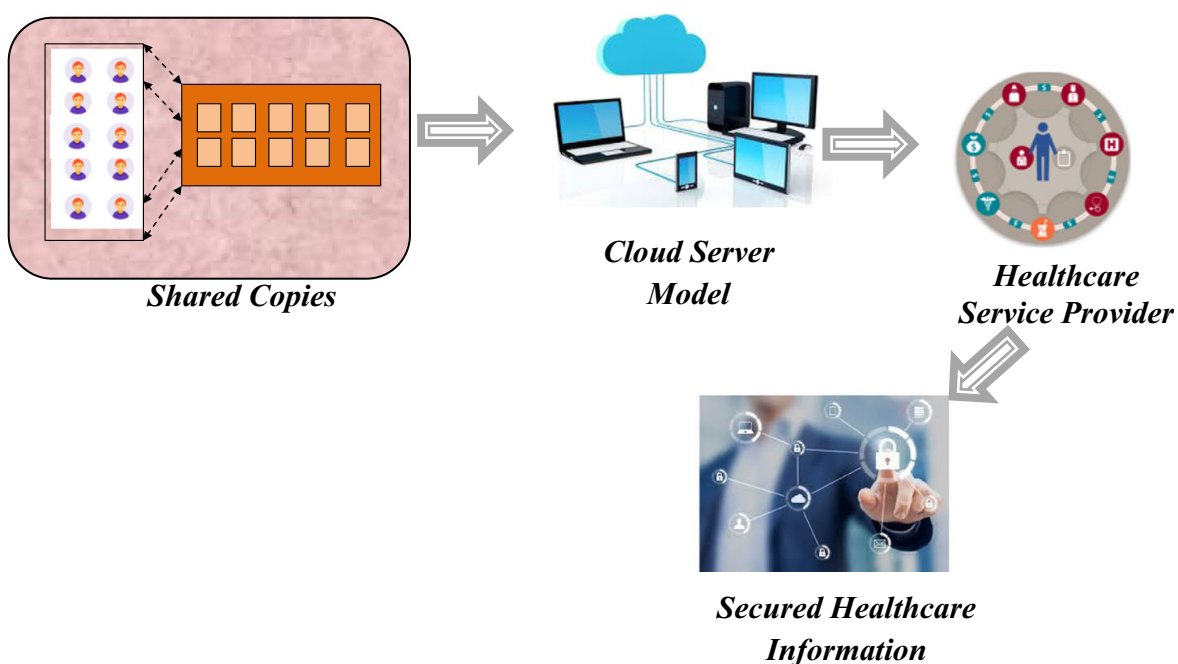 Shared Copies
Cloud Server
Model
Healthcare
Service Provider
Secured Healthcare
Information